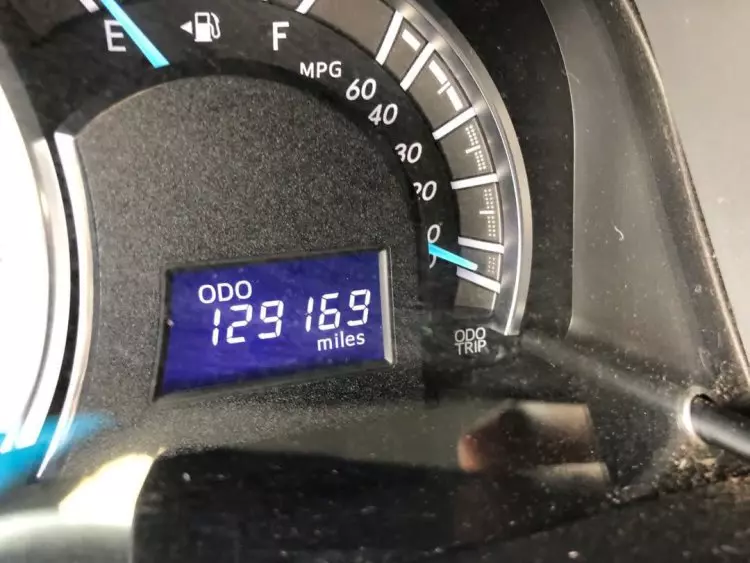 E F
MPG
60
40
30
20
0
ODO
129169
miles
ODO
TRIP